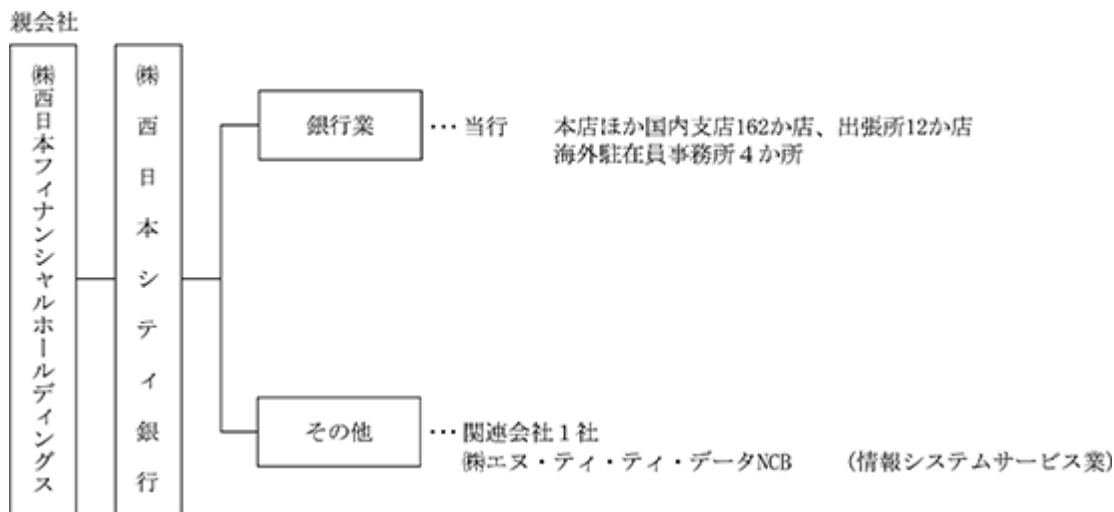 親会社
㈱西日本フィナンシャルホールディングス
㈱西日本シティ銀行
銀行業 …当行 本店ほか国内支店162か店、出張所12か店
海外駐在員事務所４か所
その他 …関連会社１社
㈱エヌ・ティ・ティ・データNCB （情報システムサービス業）